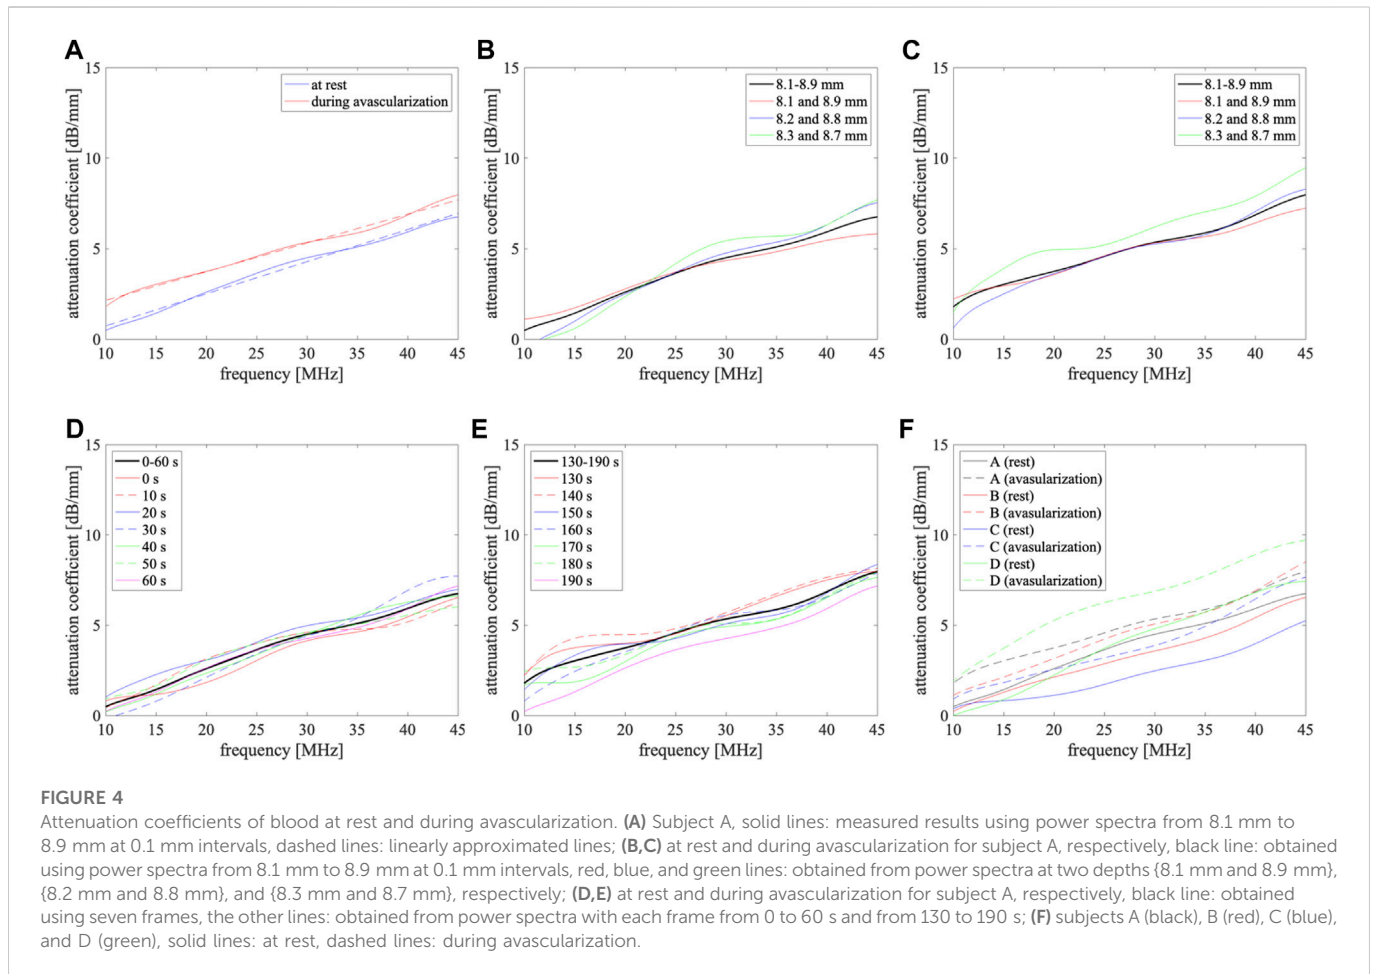 A
attenuation coefficient [dB/mm]
15
10
5
0
10 15 20 25 30 35 40 45
frequency [MHz]
at rest
during avascularization
B
attenuation coefficient [dB/mm]
15
10
5
0
10 15 20 25 30 35 40 45
frequency [MHz]
8.1-8.9 mm
8.1 and 8.9 mm
8.2 and 8.8 mm
8.3 and 8.7 mm
C
attenuation coefficient [dB/mm]
15
10
5
0
10 15 20 25 30 35 40 45
frequency [MHz]
8.1-8.9 mm
8.1 and 8.9 mm
8.2 and 8.8 mm
8.3 and 8.7 mm
D
attenuation coefficient [dB/mm]
15
10
5
0
10 15 20 25 30 35 40 45
frequency [MHz]
0-60 s
0 s
10 s
20 s
30 s
40 s
50 s
60 s
E
attenuation coefficient [dB/mm]
15
10
5
0
10 15 20 25 30 35 40 45
frequency [MHz]
130-190 s
130 s
140 s
150 s
160 s
170 s
180 s
190 s
F
attenuation coefficient [dB/mm]
15
10
5
0
10 15 20 25 30 35 40 45
frequency [MHz]
A (rest)
A (avasularization)
B (rest)
B (avasularization)
C (rest)
C (avasularization)
D (rest)
D (avasularization)
FIGURE 4
Attenuation coefficients of blood at rest and during avascularization. (A) Subject A, solid lines: measured results using power spectra from 8.1 mm to
8.9 mm at 0.1 mm intervals, dashed lines: linearly approximated lines; (B,C) at rest and during avascularization for subject A, respectively, black line: obtained
using power spectra from 8.1 mm to 8.9 mm at 0.1 mm intervals, red, blue, and green lines: obtained from power spectra at two depths {8.1 mm and 8.9 mm},
{8.2 mm and 8.8 mm}, and {8.3 mm and 8.7 mm}, respectively; (D,E) at rest and during avascularization for subject A, respectively, black line: obtained
using seven frames, the other lines: obtained from power spectra with each frame from 0 to 60 s and from 130 to 190 s; (F) subjects A (black), B (red), C (blue),
and D (green), solid lines: at rest, dashed lines: during avascularization.